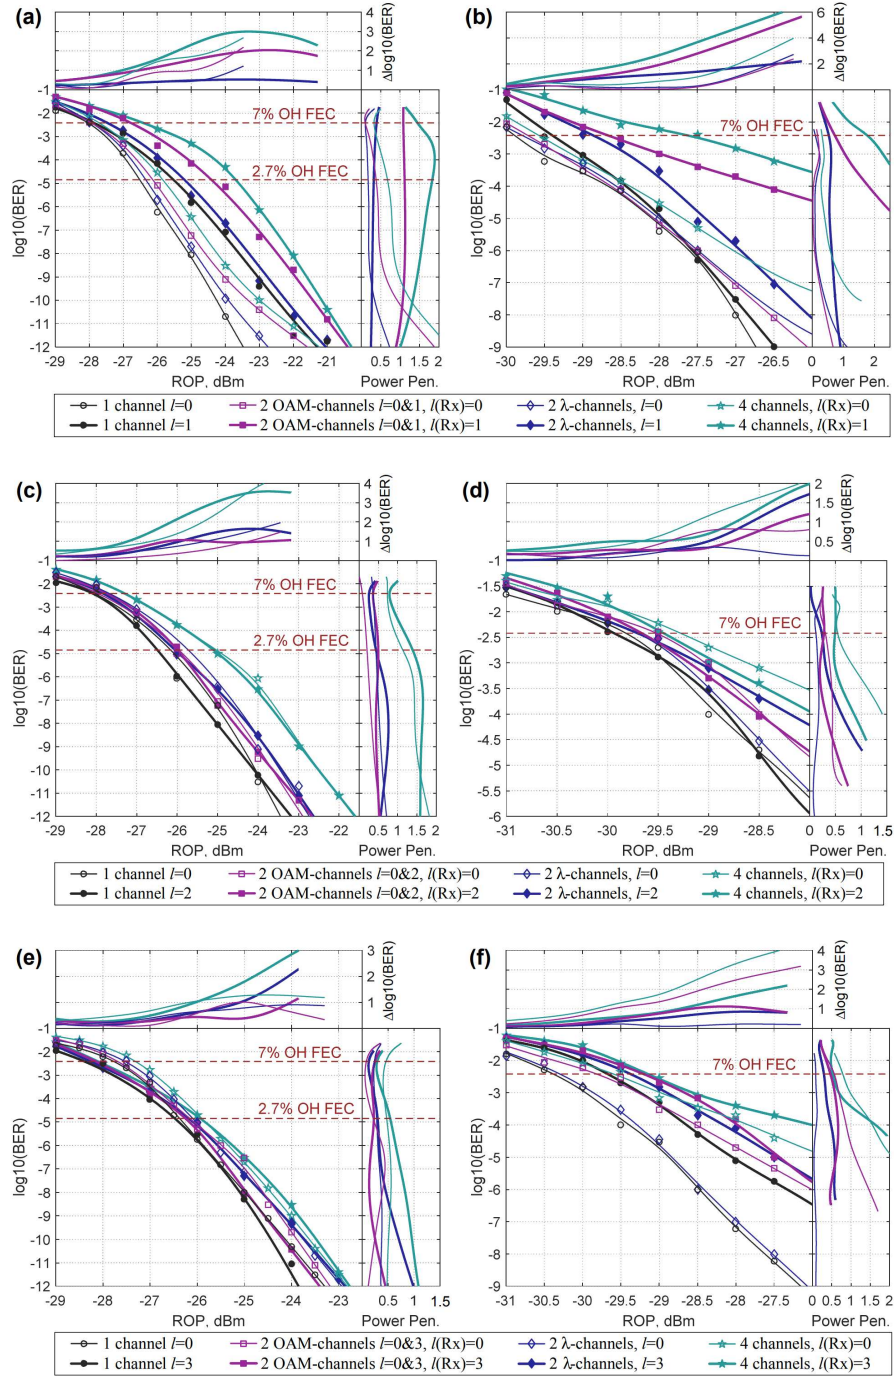 (a)
4
3
2
1
Δlog10(BER)
-1
-2
-3
-4
-5
-6
-7
-8
-9
-10
-11
-12
log10(BER)
7% OH FEC
2.7% OH FEC
-29 -28 -27 -26 -25 -24 -23 -22 -21
0.5 1 1.5 2
ROP, dBm
Power Pen.
(b)
6
4
2
Δlog10(BER)
-1
-2
-3
-4
-5
-6
-7
-8
-9
log10(BER)
7% OH FEC
-30 -29.5 -29 -28.5 -28 -27.5 -27 -26.5
0 1 2
ROP, dBm
Power Pen.
1 channel l=0 2 OAM-channels l=0&1, l(Rx)=0 2 λ-channels, l=0 4 channels, l(Rx)=0
1 channel l=1 2 OAM-channels l=0&1, l(Rx)=1 2 λ-channels, l=1 4 channels, l(Rx)=1
(c)
4
3
2
1
Δlog10(BER)
-1
-2
-3
-4
-5
-6
-7
-8
-9
-10
-11
-12
log10(BER)
7% OH FEC
2.7% OH FEC
-29 -28 -27 -26 -25 -24 -23 -22
0.5 1 1.5 2
ROP, dBm
Power Pen.
(d)
2
1.5
1
0.5
Δlog10(BER)
-1
-1.5
-2
-2.5
-3
-3.5
-4
-4.5
-5
-5.5
-6
log10(BER)
7% OH FEC
-31 -30.5 -30 -29.5 -29 -28.5
0 0.5 1 1.5
ROP, dBm
Power Pen.
1 channel l=0 2 OAM-channels l=0&2, l(Rx)=0 2 λ-channels, l=0 4 channels, l(Rx)=0
1 channel l=2 2 OAM-channels l=0&2, l(Rx)=2 2 λ-channels, l=2 4 channels, l(Rx)=2
(e)
3
2
1
Δlog10(BER)
-1
-2
-3
-4
-5
-6
-7
-8
-9
-10
-11
-12
log10(BER)
7% OH FEC
2.7% OH FEC
-29 -28 -27 -26 -25 -24 -23
0.5 1 1.5
ROP, dBm
Power Pen.
(f)
4
3
2
1
Δlog10(BER)
-1
-2
-3
-4
-5
-6
-7
-8
-9
log10(BER)
7% OH FEC
-31 -30.5 -30 -29.5 -29 -28.5 -28 -27.5
0 0.5 1 1.5 2
ROP, dBm
Power Pen.
1 channel l=0 2 OAM-channels l=0&3, l(Rx)=0 2 λ-channels, l=0 4 channels, l(Rx)=0
1 channel l=3 2 OAM-channels l=0&3, l(Rx)=3 2 λ-channels, l=3 4 channels, l(Rx)=3